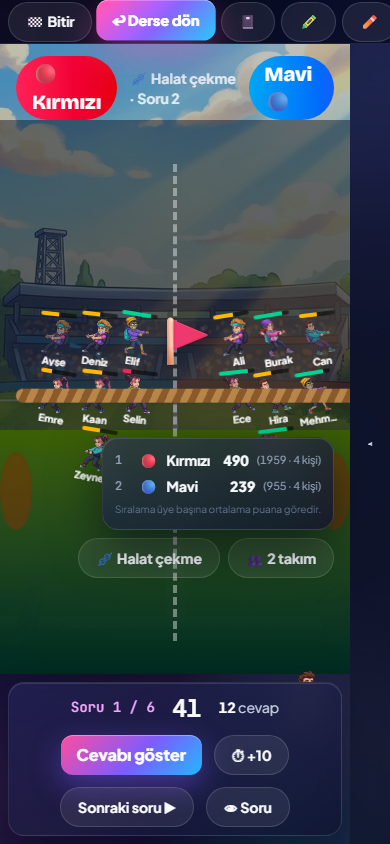 Bitir
Derse dön
Kırmızı
Halat çekme
· Soru 2
Mavi
Ayşe Deniz Elif Ali Burak Can
Emre Kaan Selin Ece Hira Mehm...
1 Kırmızı 490 (1959 · 4 kişi)
2 Mavi 239 (955 · 4 kişi)
Sıralama üye başına ortalama puana göredir.
Halat çekme 2 takım
Soru 1 / 6 41 12 cevap
Cevabı göster +10
Sonraki soru Soru